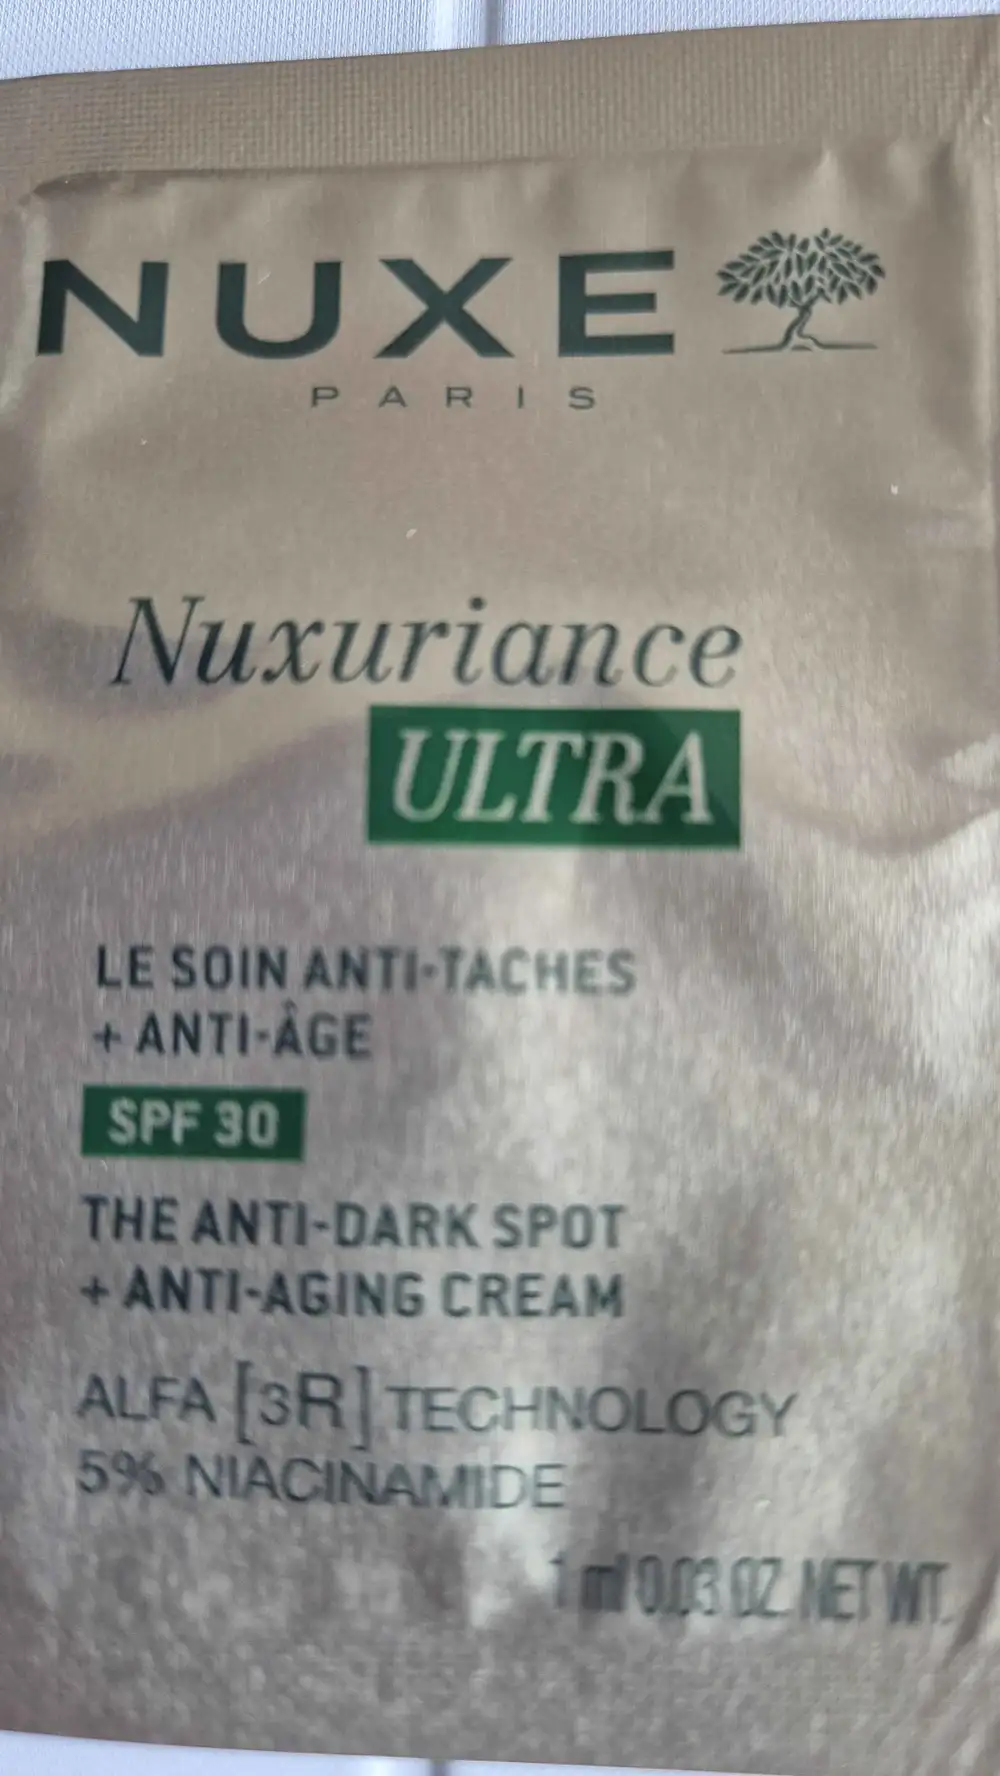 NUXE
PARIS
Nuxuriance
ULTRA
LE SOIN ANTI-TACHES
+ ANTI-ÂGE
SPF 30
THE ANTI-DARK SPOT
+ ANTI-AGING CREAM
ALFA [3R] TECHNOLOGY
5% NIACINAMIDE
1 ml 0.03 OZ. NET WT.